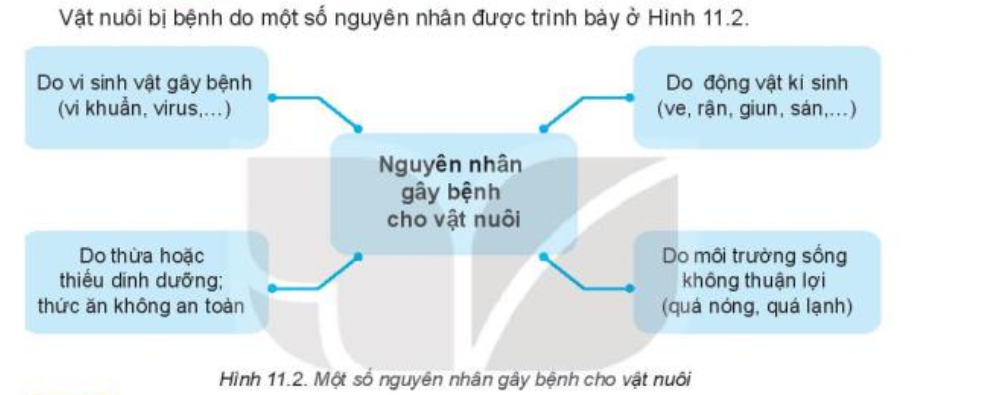 Vật nuôi bị bệnh do một số nguyên nhân được trình bày ở Hình 11.2.
Do vi sinh vật gây bệnh
(vi khuẩn, virus,...)
Do động vật kí sinh
(ve, rận, giun, sán,...)
Nguyên nhân
gây bệnh
cho vật nuôi
Do thừa hoặc
thiếu dinh dưỡng;
thức ăn không an toàn
Do môi trường sống
không thuận lợi
(quá nóng, quá lạnh)
Hình 11.2. Một số nguyên nhân gây bệnh cho vật nuôi